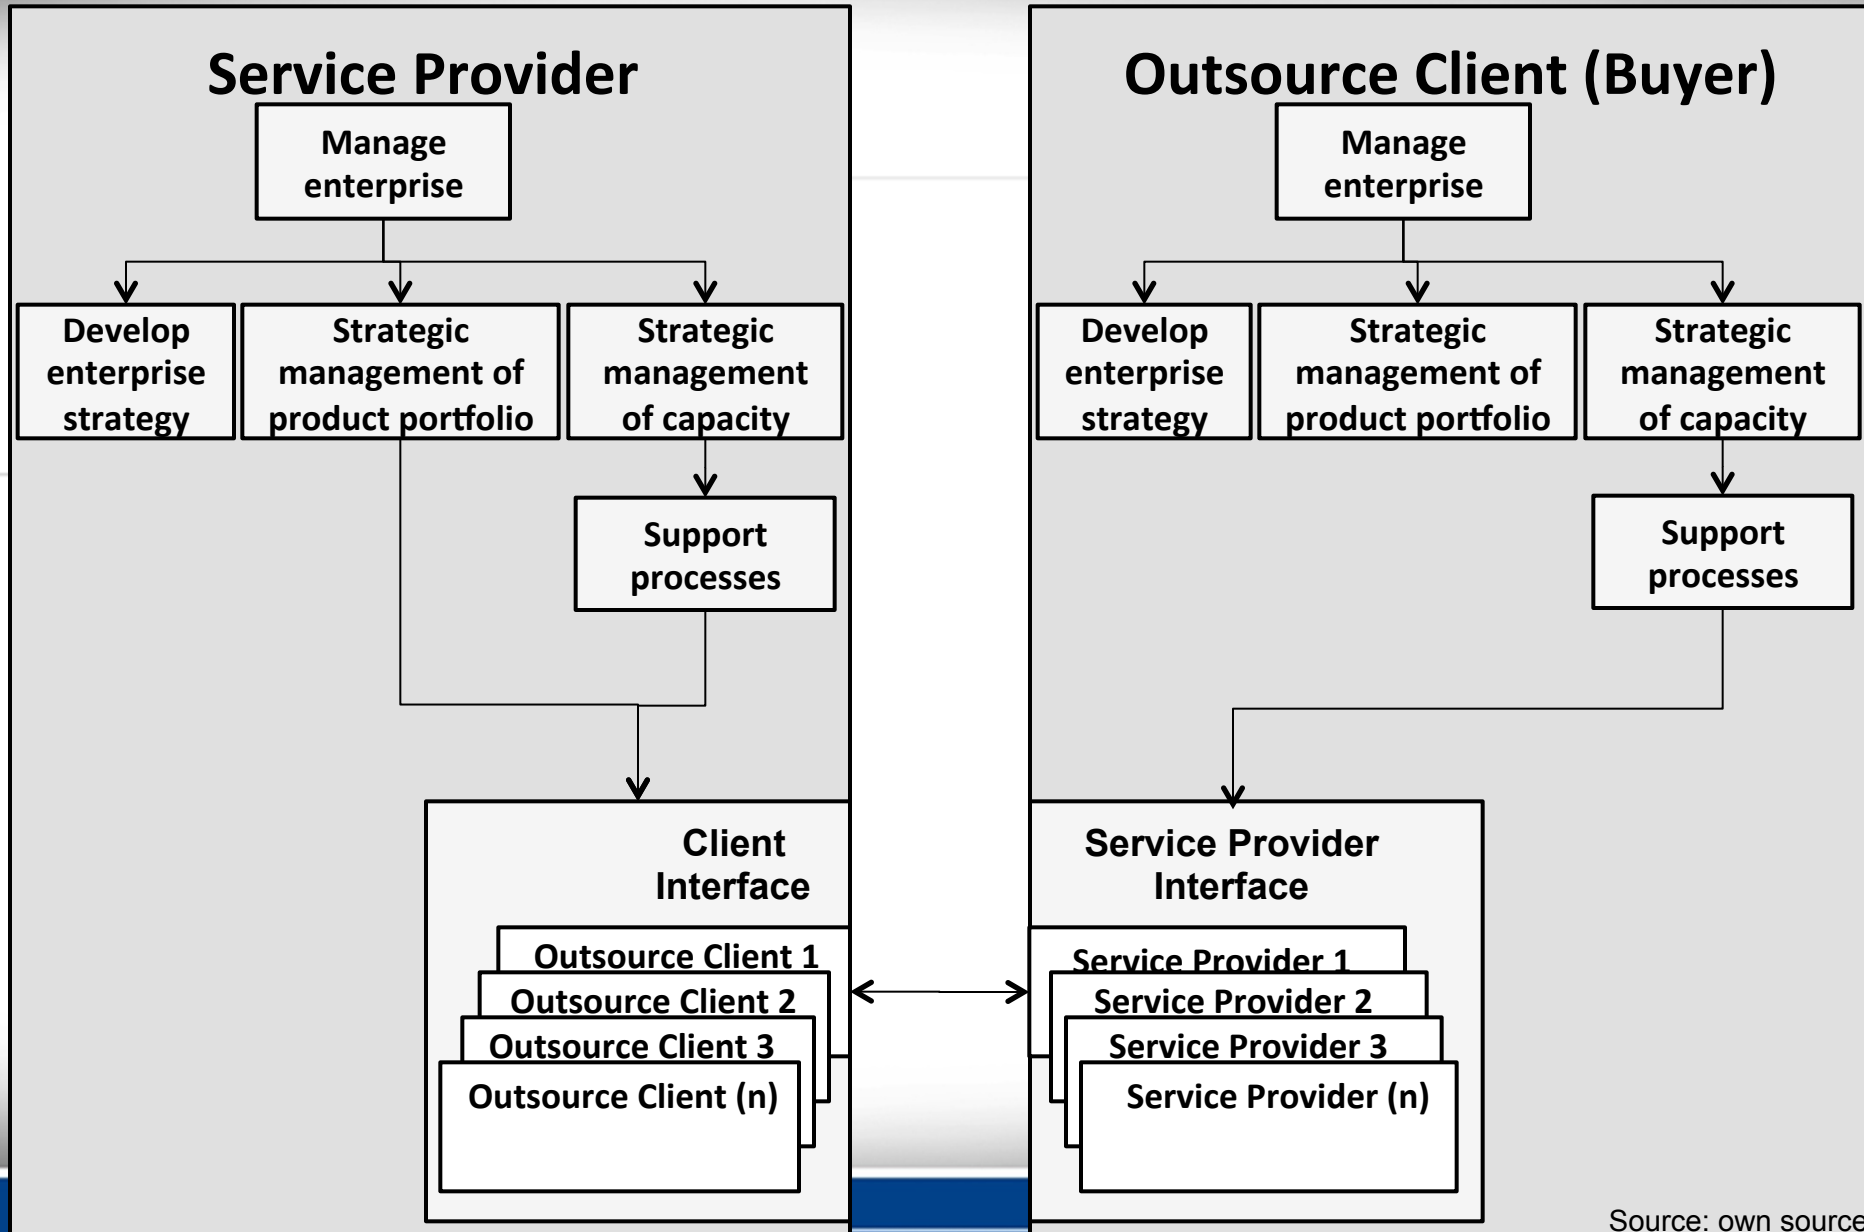 Service Provider
Manage
enterprise
Develop
enterprise
strategy
Strategic
management of
product portfolio
Strategic
management
of capacity
Support
processes
Client
Interface
Outsource Client 1
Outsource Client 2
Outsource Client 3
Outsource Client (n)
Outsource Client (Buyer)
Manage
enterprise
Develop
enterprise
strategy
Strategic
management of
product portfolio
Strategic
management
of capacity
Support
processes
Service Provider
Interface
Service Provider 1
Service Provider 2
Service Provider 3
Service Provider (n)
Source: own source